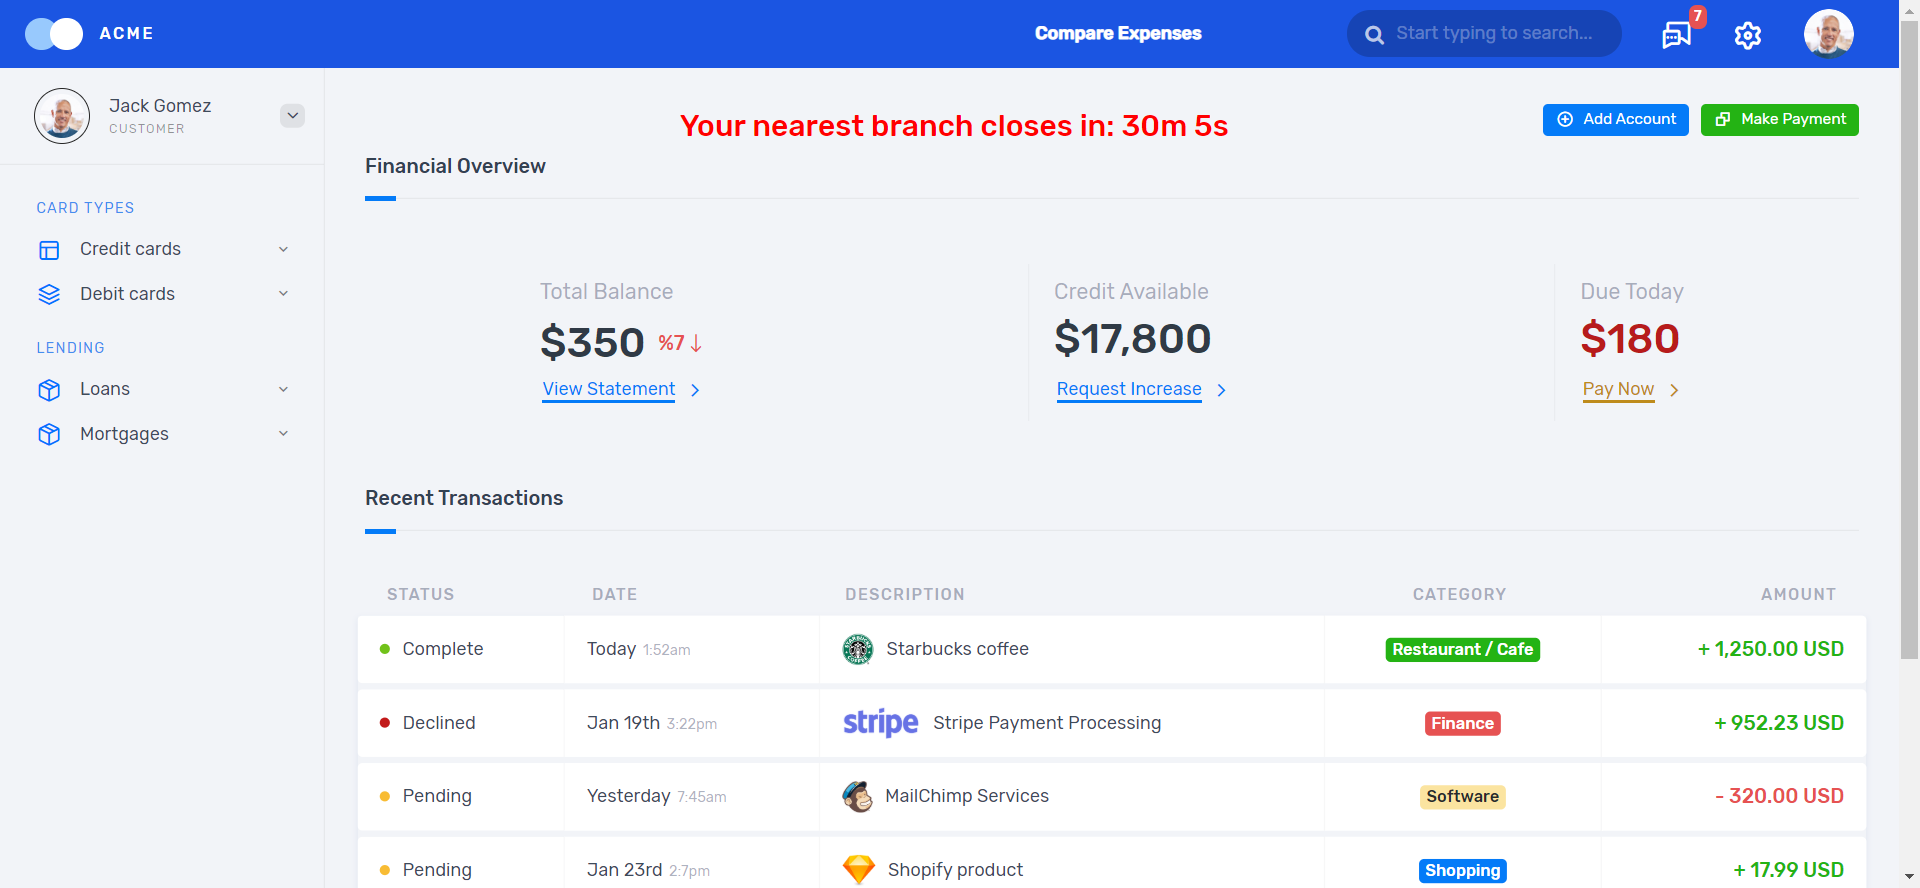 ACME
Compare Expenses
Start typing to search...
7
Jack Gomez
CUSTOMER
Your nearest branch closes in: 30m 5s
Add Account
Make Payment
Financial Overview
CARD TYPES
Credit cards
Debit cards
LENDING
Loans
Mortgages
Total Balance
$350 %7
View Statement
Credit Available
$17,800
Request Increase
Due Today
$180
Pay Now
Recent Transactions
STATUS DATE DESCRIPTION CATEGORY AMOUNT
Complete Today 1:52am STARBUCKS COFFEE Starbucks coffee Restaurant / Cafe + 1,250.00 USD
Declined Jan 19th 3:22pm stripe Stripe Payment Processing Finance + 952.23 USD
Pending Yesterday 7:45am MailChimp Services Software - 320.00 USD
Pending Jan 23rd 2:7pm Shopify product Shopping + 17.99 USD